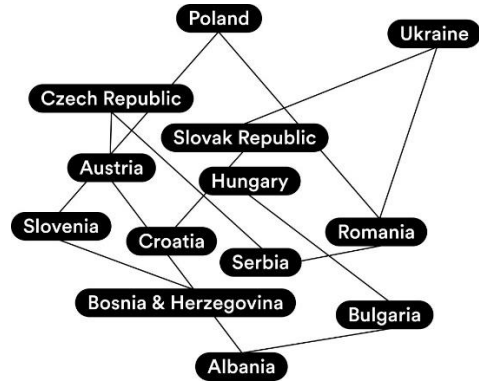 Poland
Ukraine
Czech Republic
Slovak Republic
Austria
Hungary
Slovenia
Croatia
Romania
Serbia
Bosnia & Herzegovina
Bulgaria
Albania